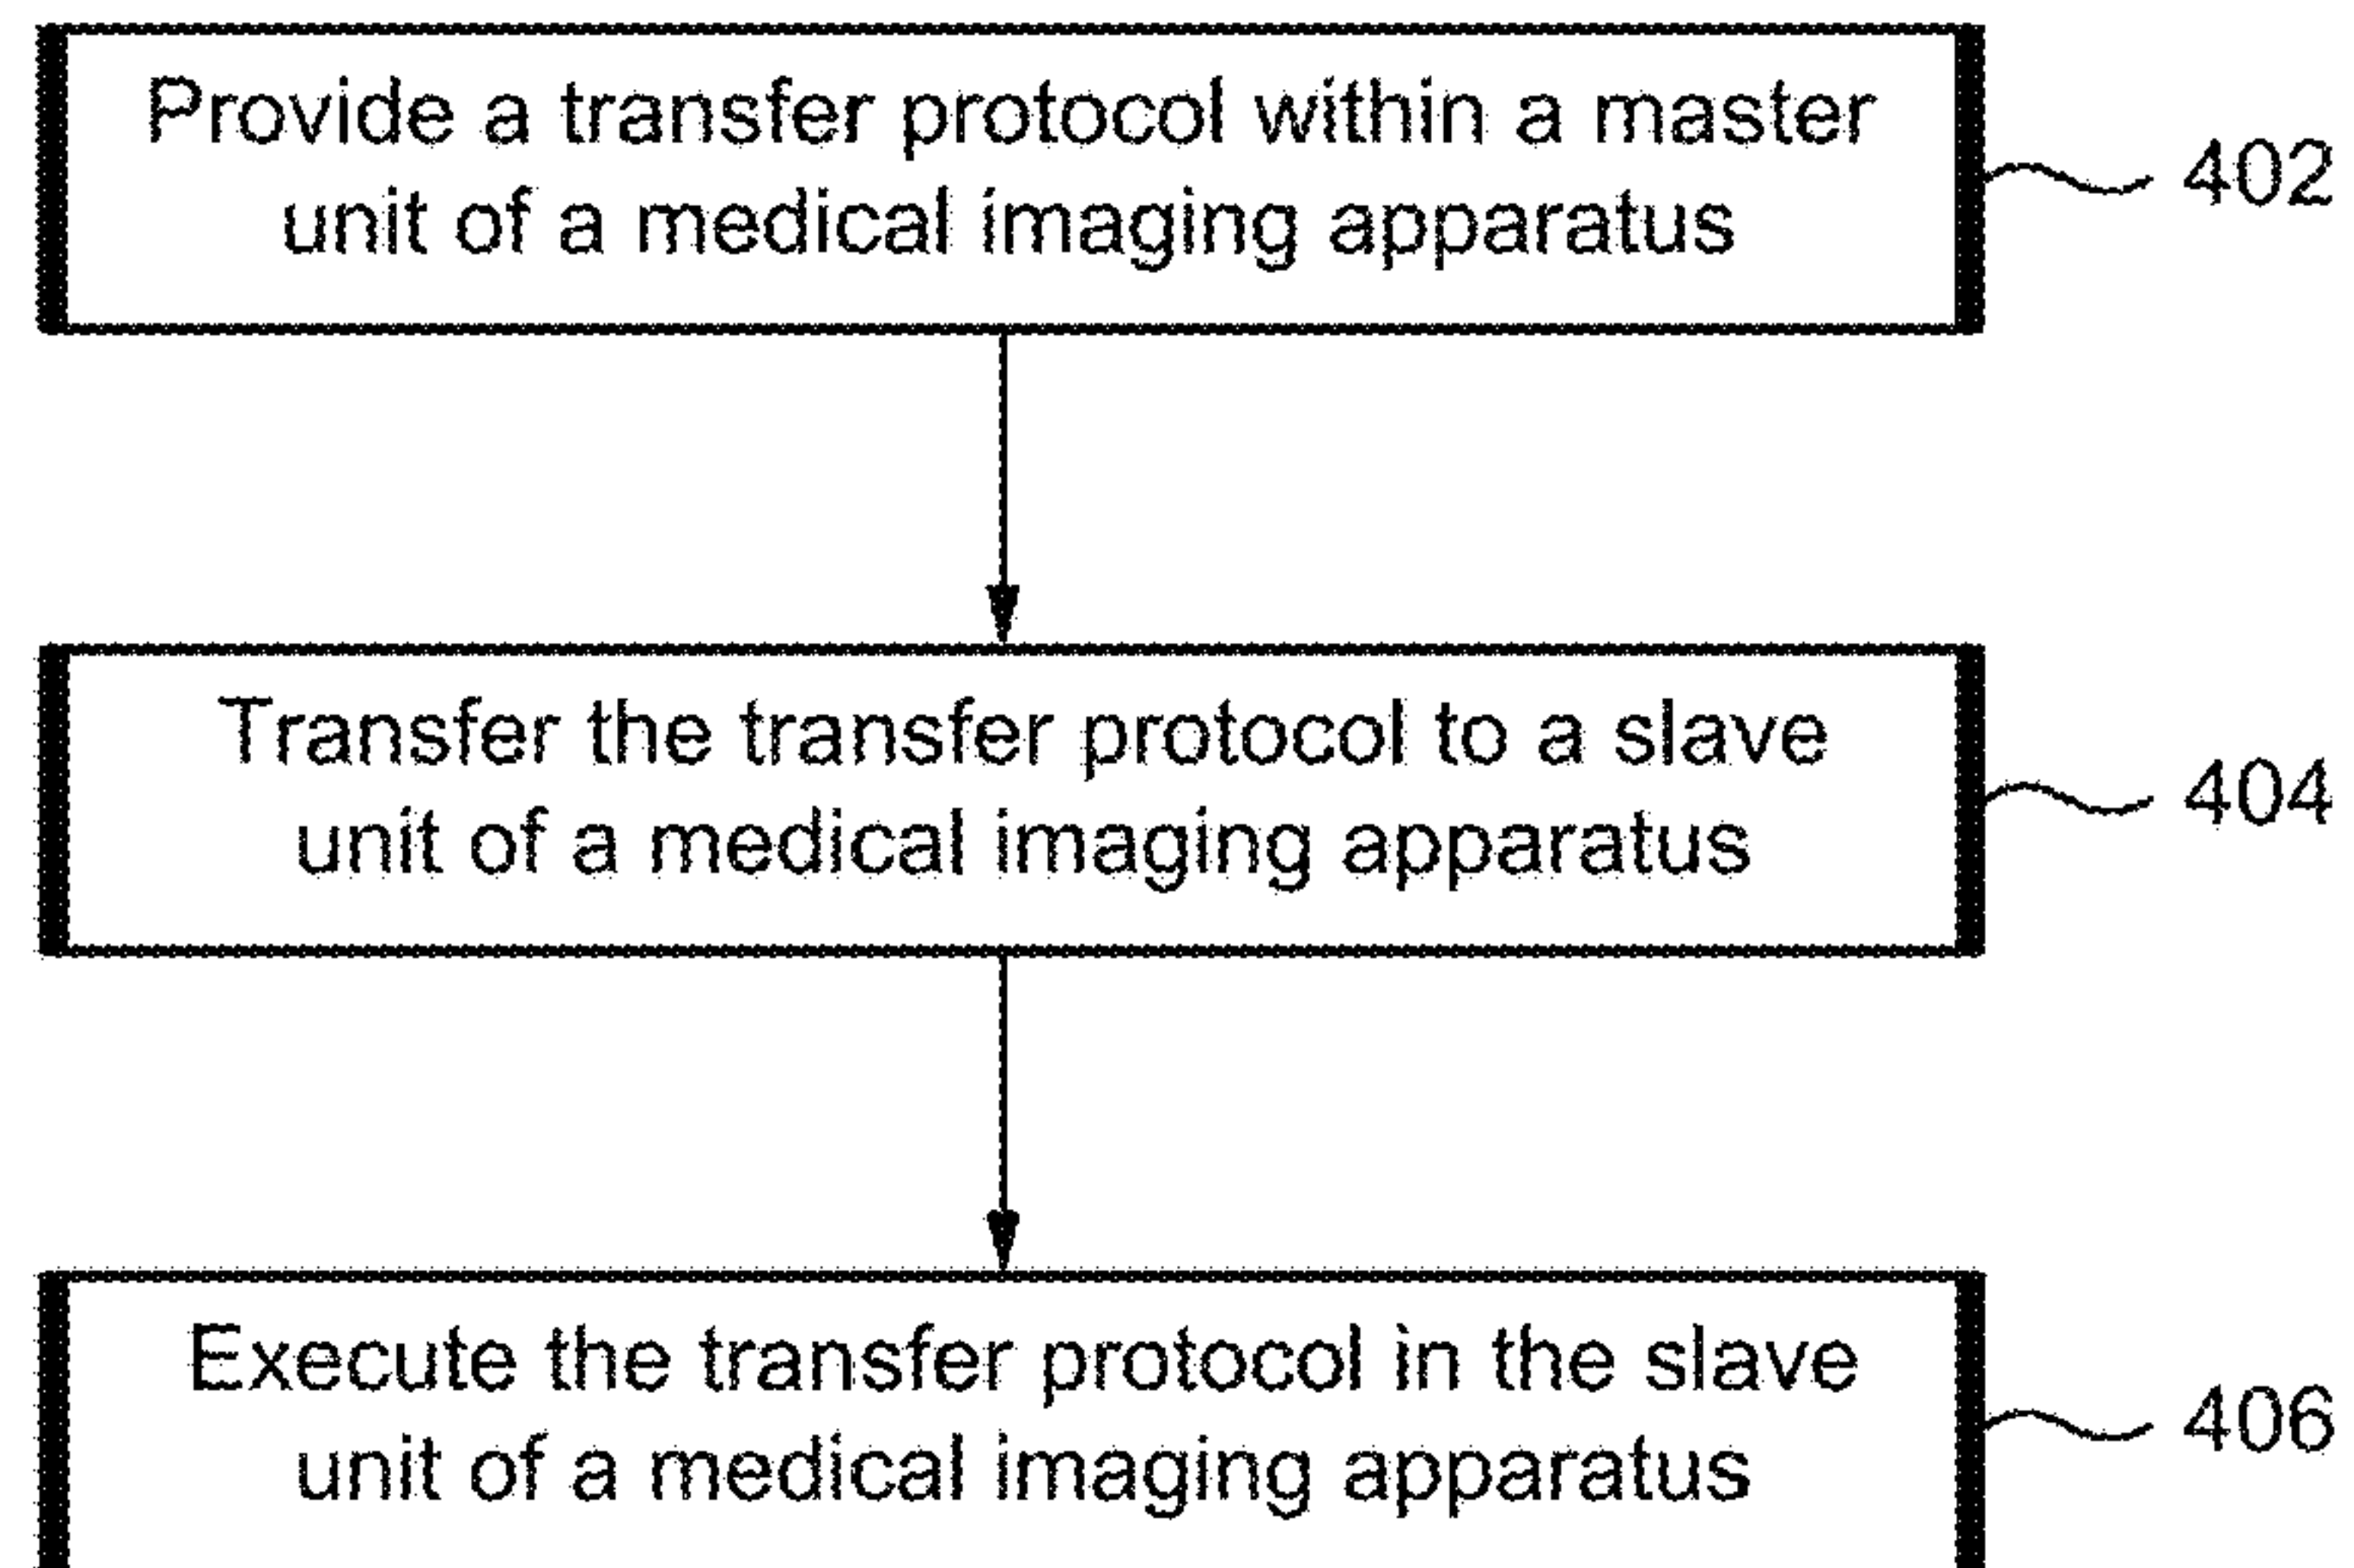 Provide a transfer protocol within a master
unit of a medical imaging apparatus
402
Transfer the transfer protocol to a slave
unit of a medical imaging apparatus
404
Execute the transfer protocol in the slave
unit of a medical imaging apparatus
406